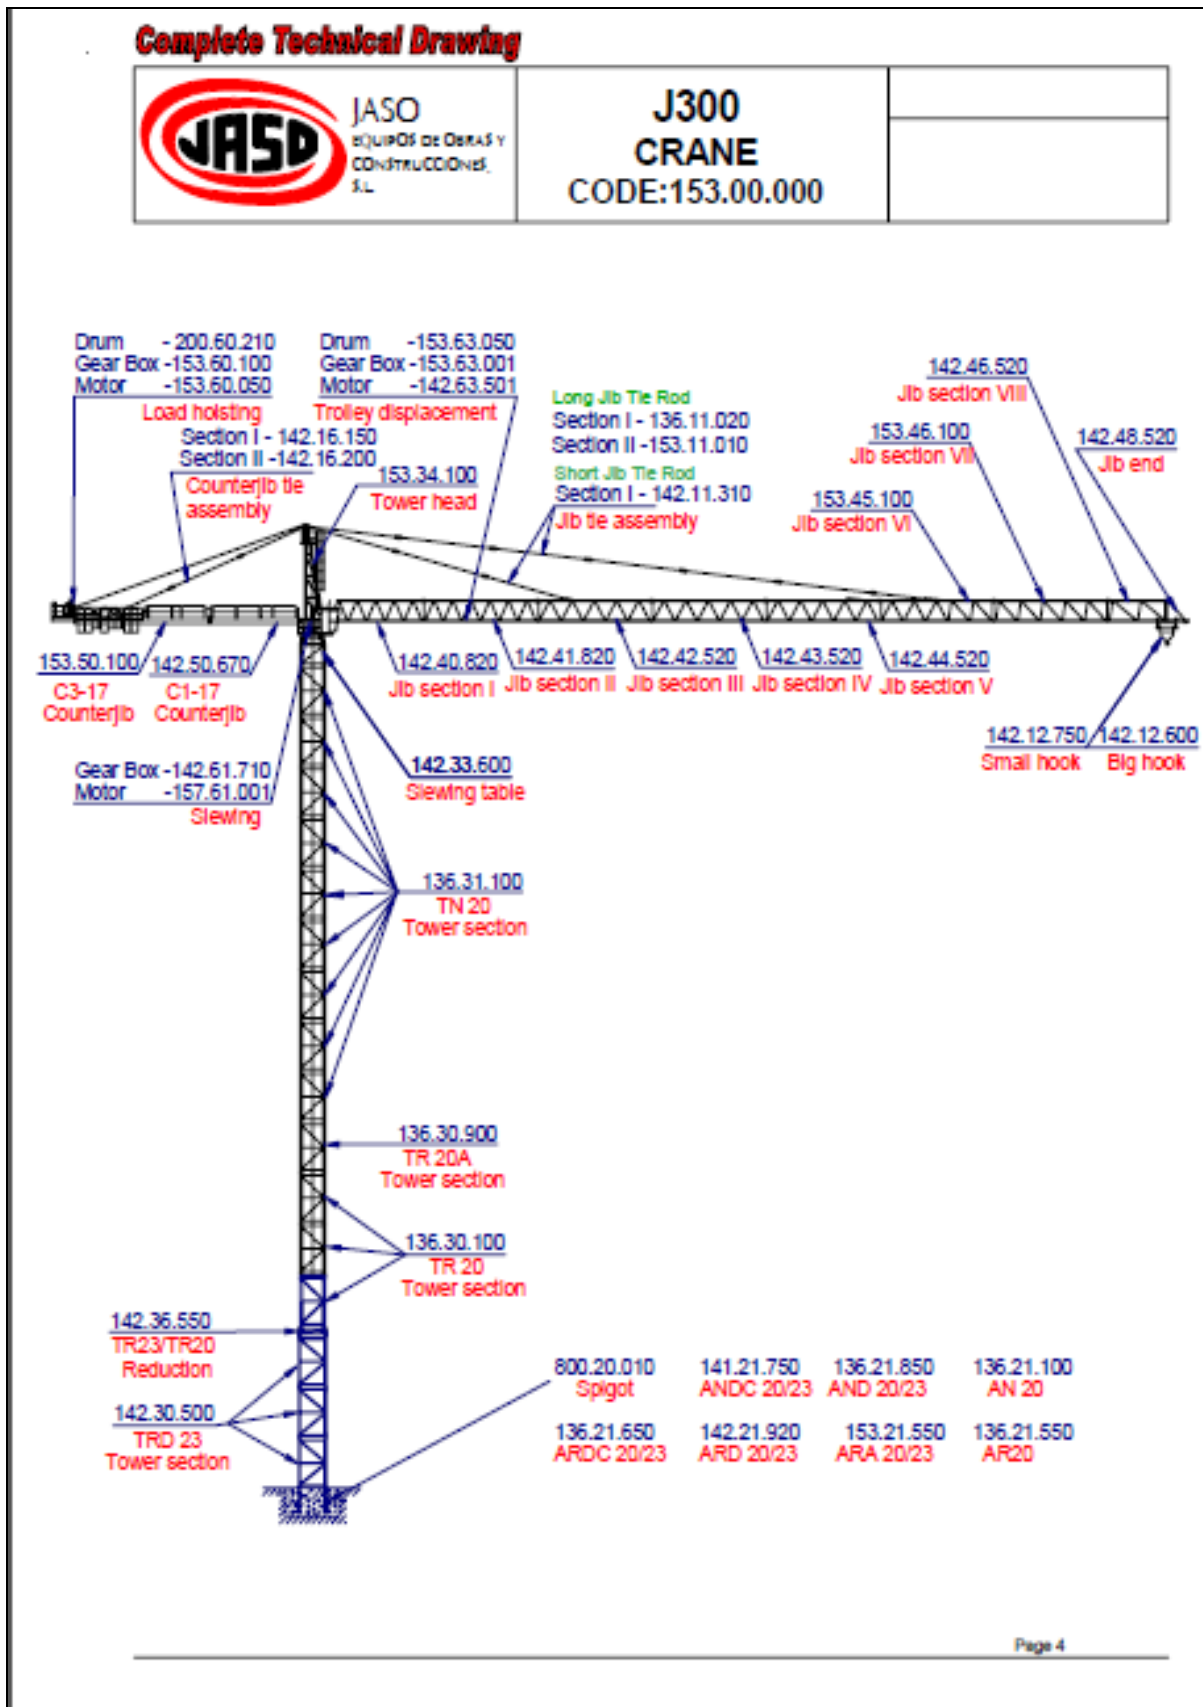 Complete Technical Drawing
JASO
JASO
EQUIPOS DE OBRAS Y
CONSTRUCCIONES,
S.L.
J300
CRANE
CODE:153.00.000
Drum - 200.60.210
Gear Box -153.60.100
Motor -153.60.050
Load hoisting
Drum -153.63.050
Gear Box -153.63.001
Motor -142.63.501
Trolley displacement
Section I - 142.16.150
Section II -142.16.200
Counterjib tie
assembly
153.34.100
Tower head
Long Jib Tie Rod
Section I - 136.11.020
Section II -153.11.010
Short Jib Tie Rod
Section I - 142.11.310
Jib tie assembly
142.46.520
Jib section VIII
153.46.100
Jib section VII
153.45.100
Jib section VI
142.48.520
Jib end
153.50.100
C3-17
Counterjib
142.50.670
C1-17
Counterjib
142.40.820
Jib section I
142.41.820
Jib section II
142.42.520
Jib section III
142.43.520
Jib section IV
142.44.520
Jib section V
142.12.750
Small hook
142.12.600
Big hook
Gear Box -142.61.710
Motor -157.61.001
Slewing
142.33.600
Slewing table
136.31.100
TN 20
Tower section
136.30.900
TR 20A
Tower section
136.30.100
TR 20
Tower section
142.36.550
TR23/TR20
Reduction
142.30.500
TRD 23
Tower section
800.20.010 141.21.750 136.21.850 136.21.100
Spigot ANDC 20/23 AND 20/23 AN 20
136.21.650 142.21.920 153.21.550 136.21.550
ARDC 20/23 ARD 20/23 ARA 20/23 AR20
Page 4